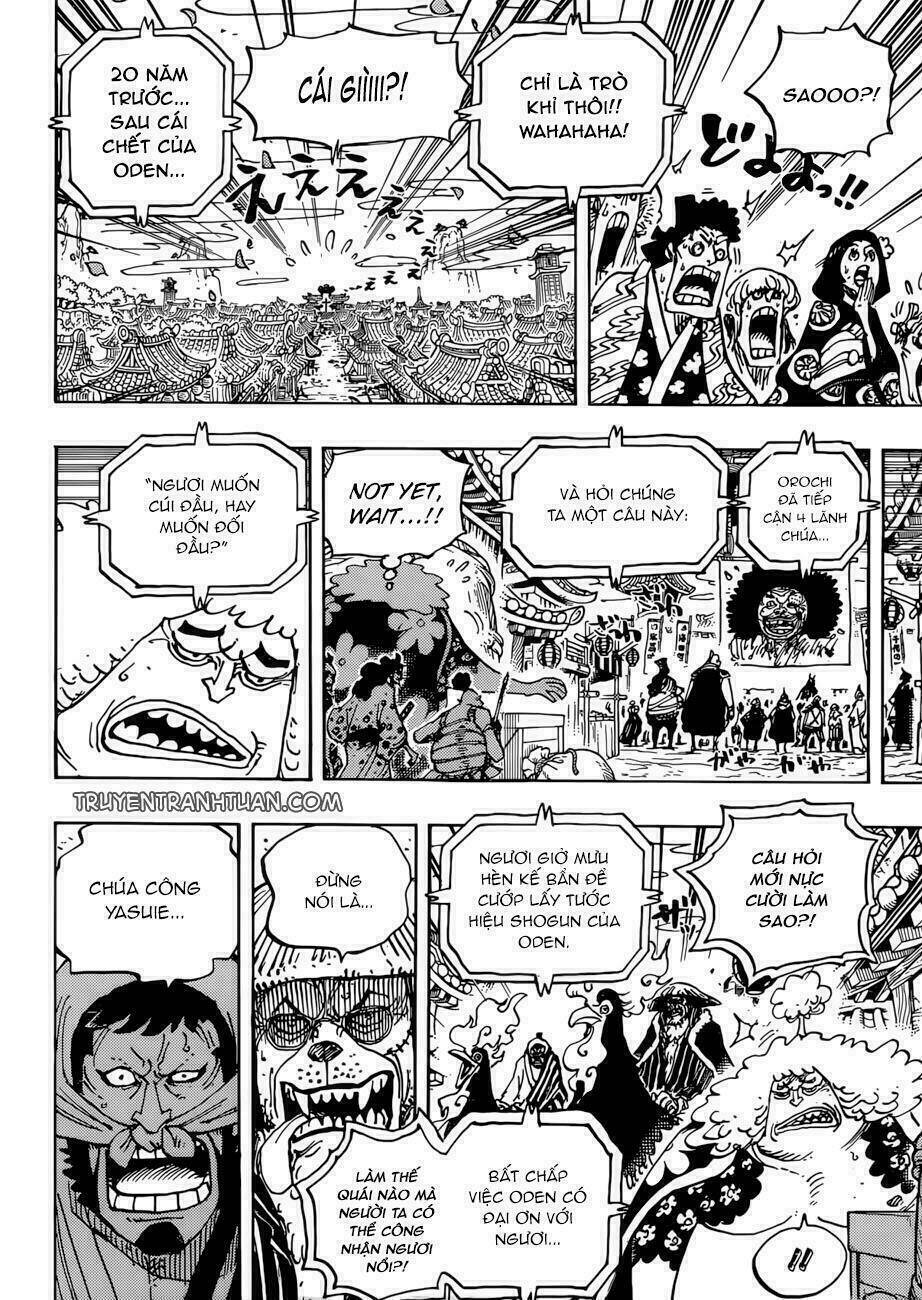 SAOOO?!
どよよっ!!
CHỈ LÀ TRÒ
KHỈ THÔI!!
WAHAHAHA!
CÁI GIÌÌII?!
20 NĂM
TRƯỚC...
SAU CÁI
CHẾT CỦA
ODEN...
えええええ
OROCHI
ĐÃ TIẾP
CẬN 4 LÃNH
CHÚA...
VÀ HỎI CHÚNG
TA MỘT CÂU NÀY:
NOT YET,
WAIT...!!
"NGƯƠI MUỐN
CÚI ĐẦU, HAY
MUỐN ĐỐI
ĐẦU?"
TRUYENTRANHTUAN.COM
CÂU HỎI
MỚI NỰC
CƯỜI LÀM
SAO?!
NGƯƠI GIỞ MƯU
HÈN KẾ BẨN ĐỂ
CƯỚP LẤY TƯỚC
HIỆU SHOGUN CỦA
ODEN.
BẤT CHẤP
VIỆC ODEN CÓ
ĐẠI ƠN VỚI
NGƯƠI...
LÀM THẾ
QUÁI NÀO MÀ
NGƯỜI TA CÓ
THỂ CÔNG
NHẬN NGƯƠI
NỔI?!
!!
ĐỪNG
NÓI LÀ...
CHÚA CÔNG
YASUIE...